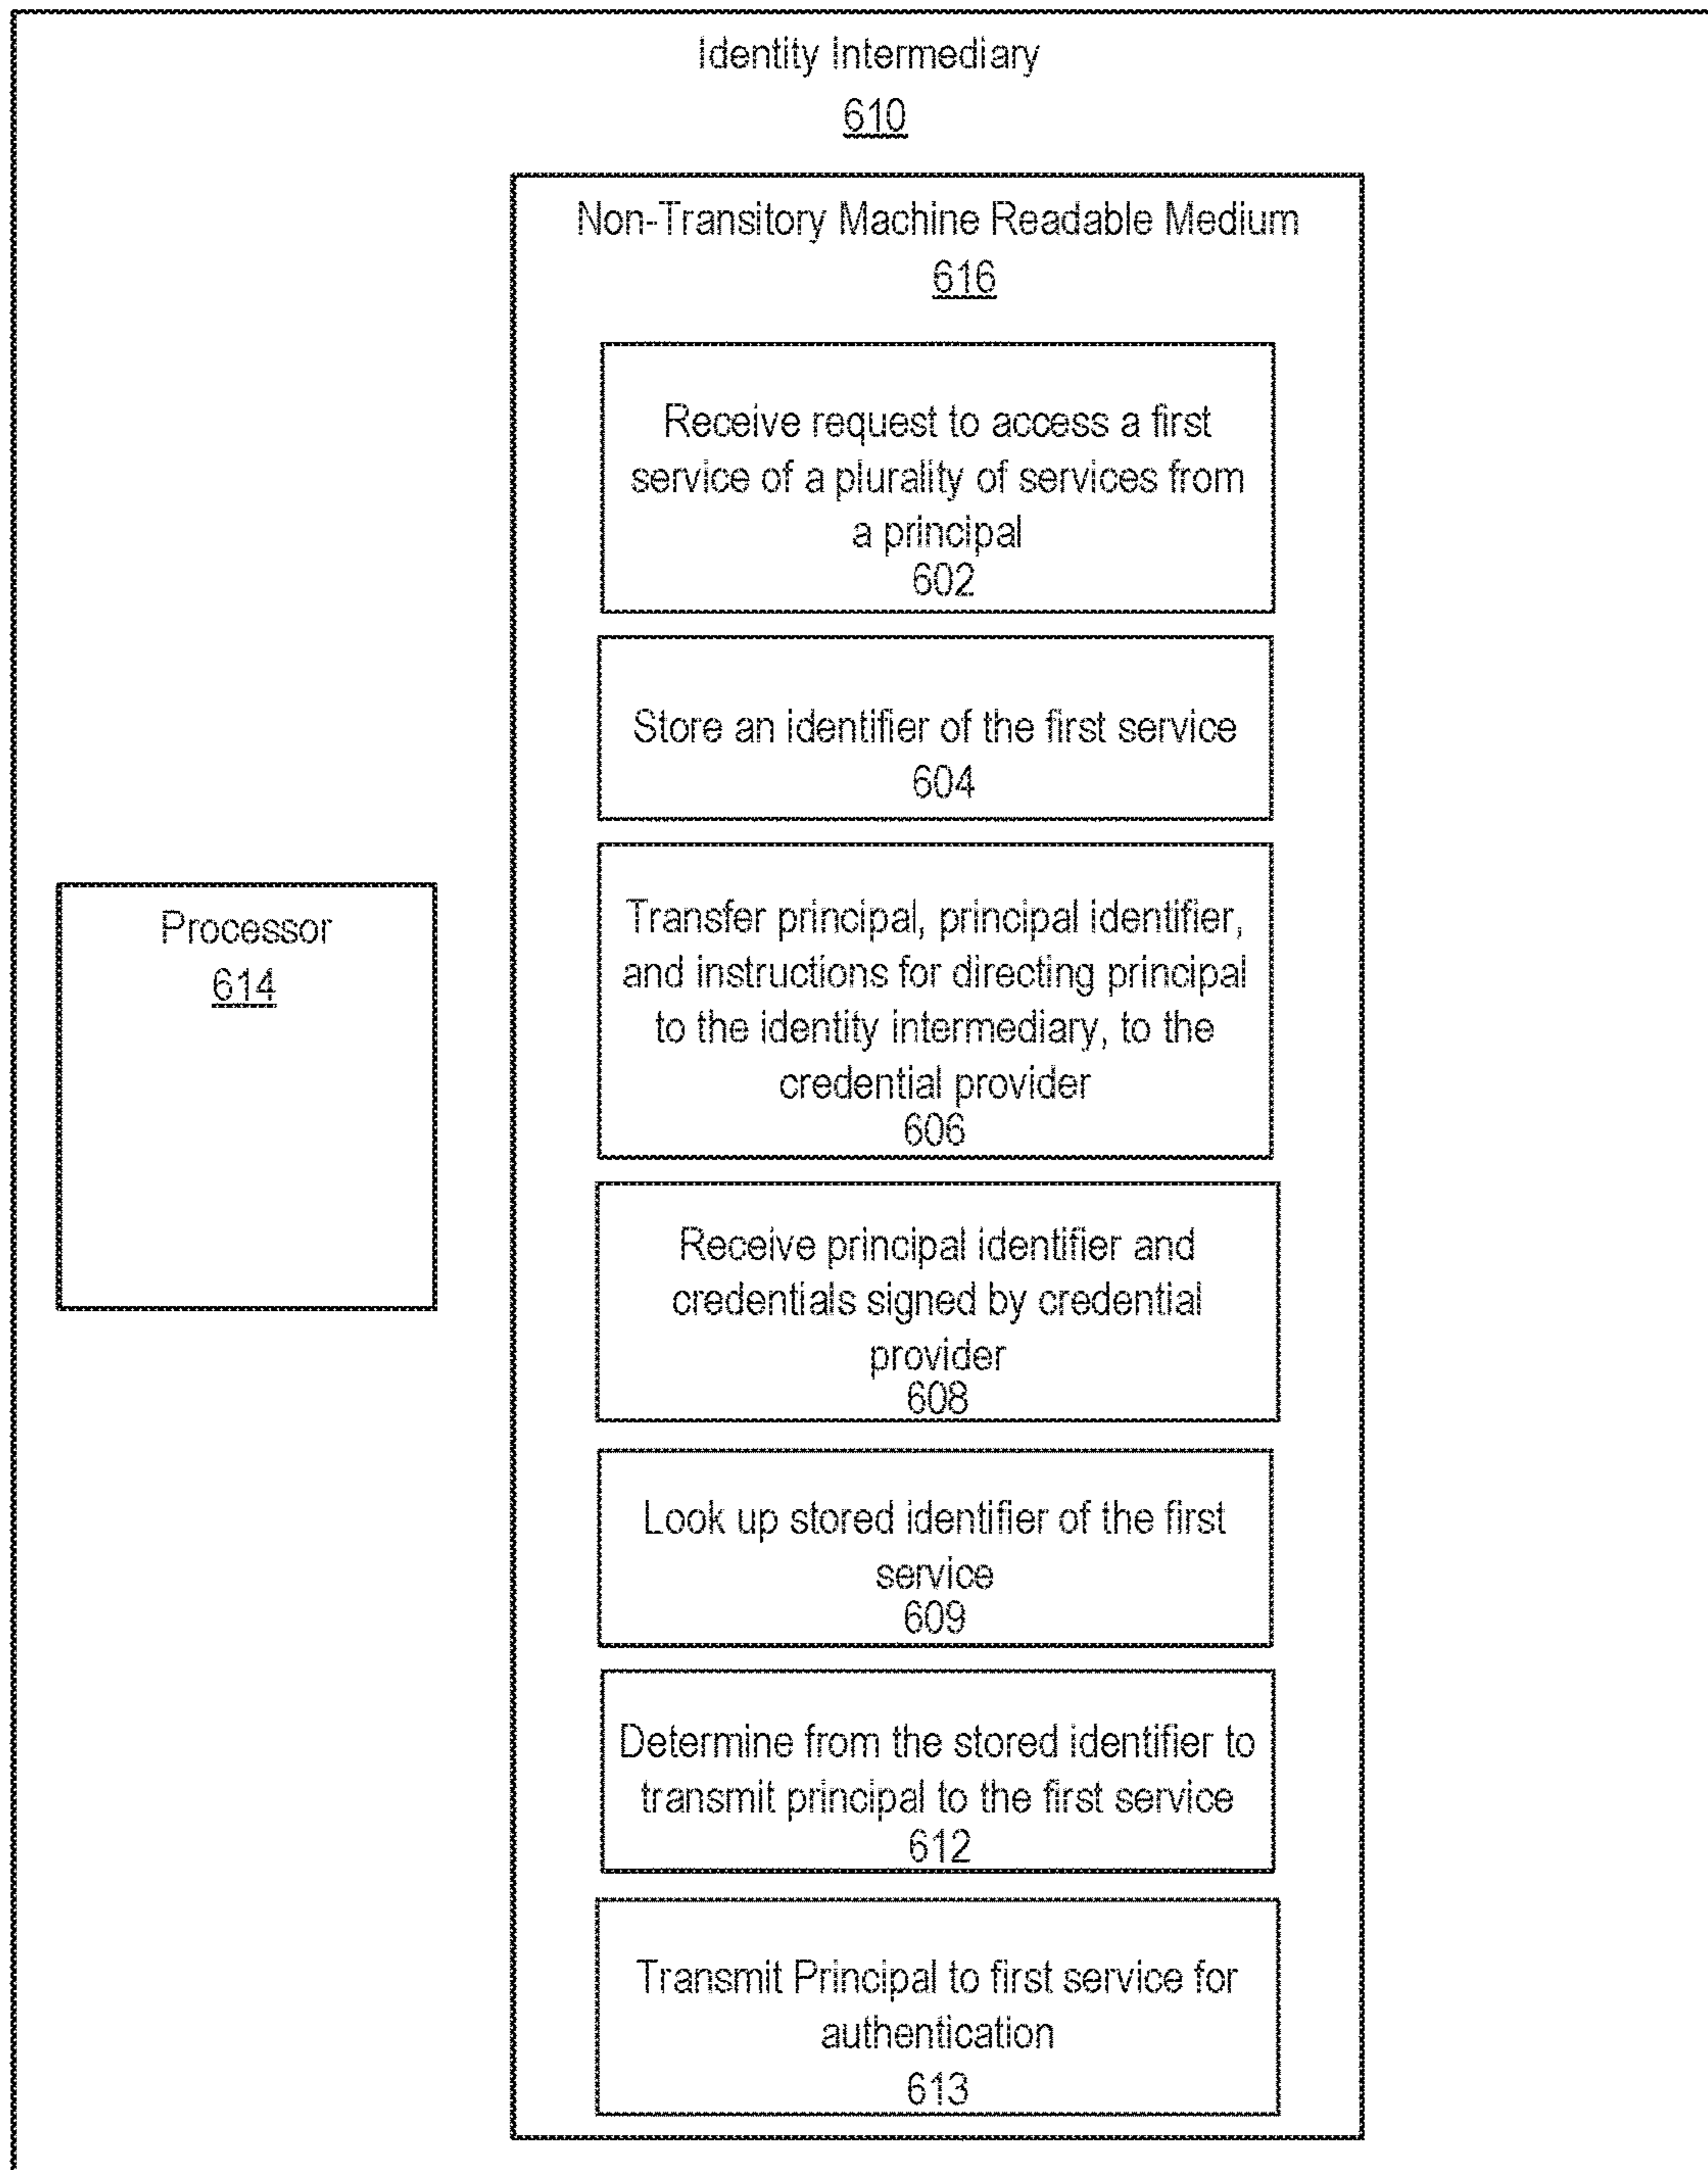 Identity Intermediary
610
Non-Transitory Machine Readable Medium
616
Receive request to access a first
service of a plurality of services from
a principal
602
Store an identifier of the first service
604
Transfer principal, principal identifier,
and instructions for directing principal
to the identity intermediary, to the
credential provider
606
Processor
614
Receive principal identifier and
credentials signed by credential
provider
608
Look up stored identifier of the first
service
609
Determine from the stored identifier to
transmit principal to the first service
612
Transmit Principal to first service for
authentication
613